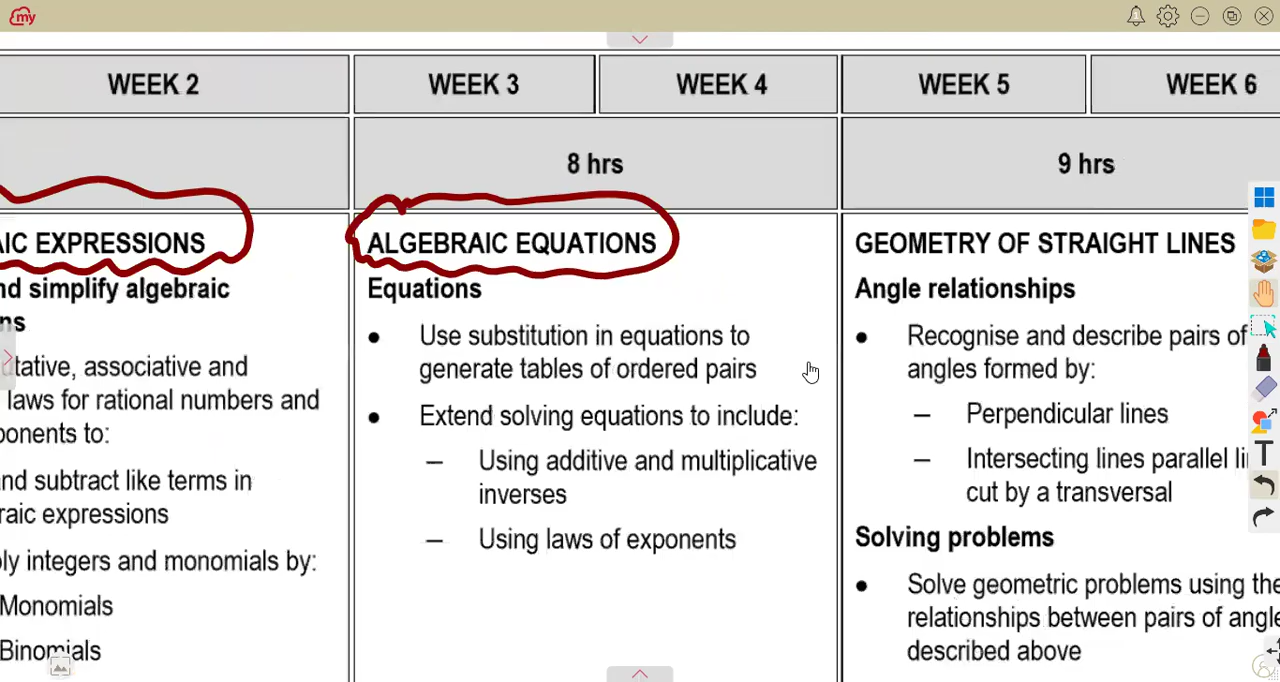 my
WEEK 2
WEEK 3
WEEK 4
WEEK 5
WEEK 6
8 hrs
9 hrs
AIC EXPRESSIONS
nd simplify algebraic
ns
tative, associative and
laws for rational numbers and
ponents to:
and subtract like terms in
raic expressions
ply integers and monomials by:
Monomials
Binomials
ALGEBRAIC EQUATIONS
Equations
• Use substitution in equations to
generate tables of ordered pairs
• Extend solving equations to include:
– Using additive and multiplicative
inverses
– Using laws of exponents
GEOMETRY OF STRAIGHT LINES
Angle relationships
• Recognise and describe pairs of
angles formed by:
– Perpendicular lines
– Intersecting lines parallel li
cut by a transversal
Solving problems
• Solve geometric problems using the
relationships between pairs of angle
described above
T